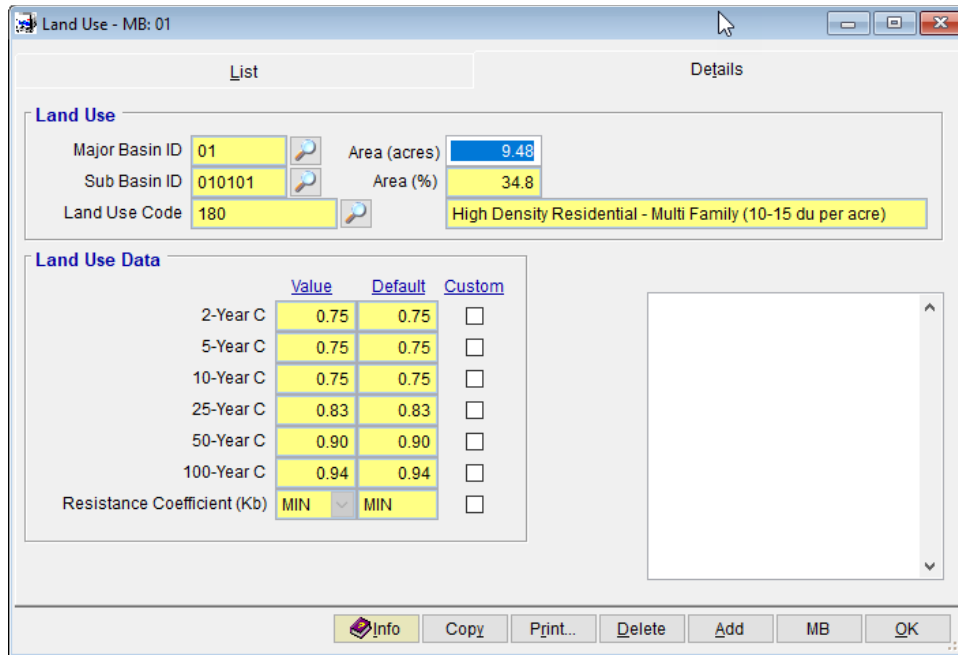 Land Use - MB: 01
List Details
Land Use
Major Basin ID 01 Area (acres) 9.48
Sub Basin ID 010101 Area (%) 34.8
Land Use Code 180 High Density Residential - Multi Family (10-15 du per acre)
Land Use Data
Value Default Custom
2-Year C 0.75 0.75
5-Year C 0.75 0.75
10-Year C 0.75 0.75
25-Year C 0.83 0.83
50-Year C 0.90 0.90
100-Year C 0.94 0.94
Resistance Coefficient (Kb) MIN MIN
Info Copy Print... Delete Add MB OK